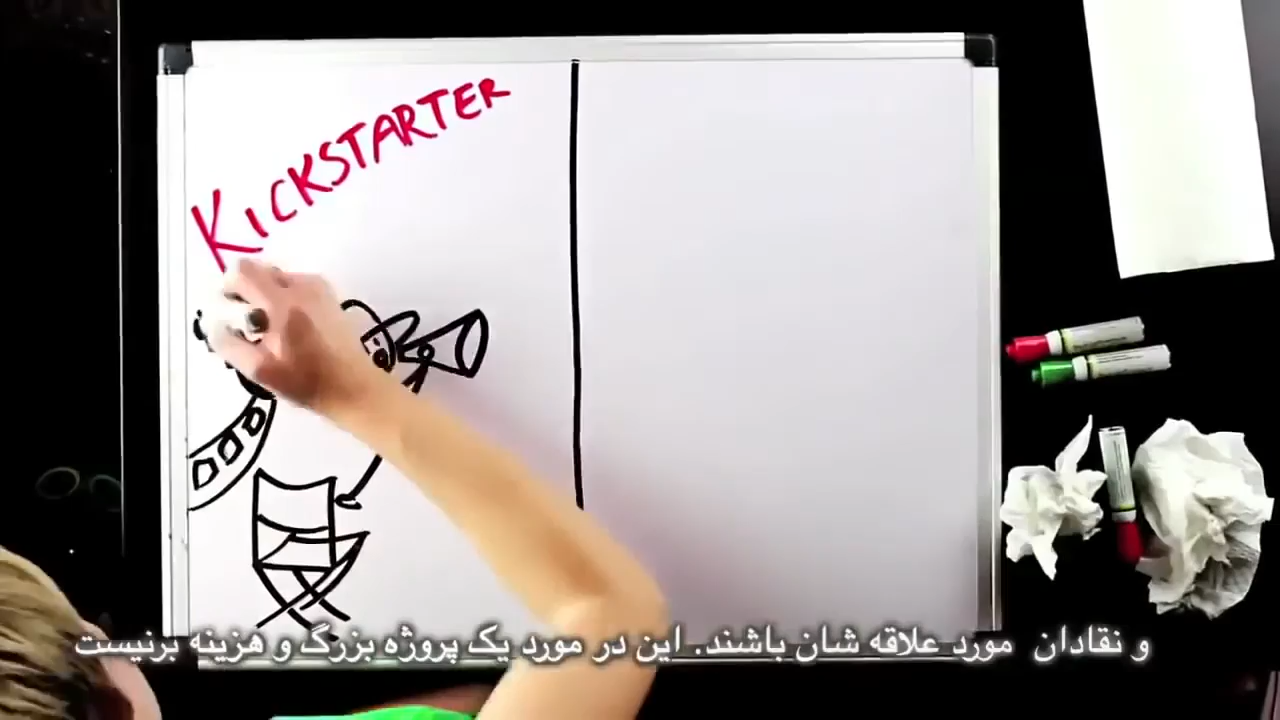 KICKSTARTER
و نقادان مورد علاقه شان باشند. این در مورد یک پروژه بزرگ و هزینه برنیست